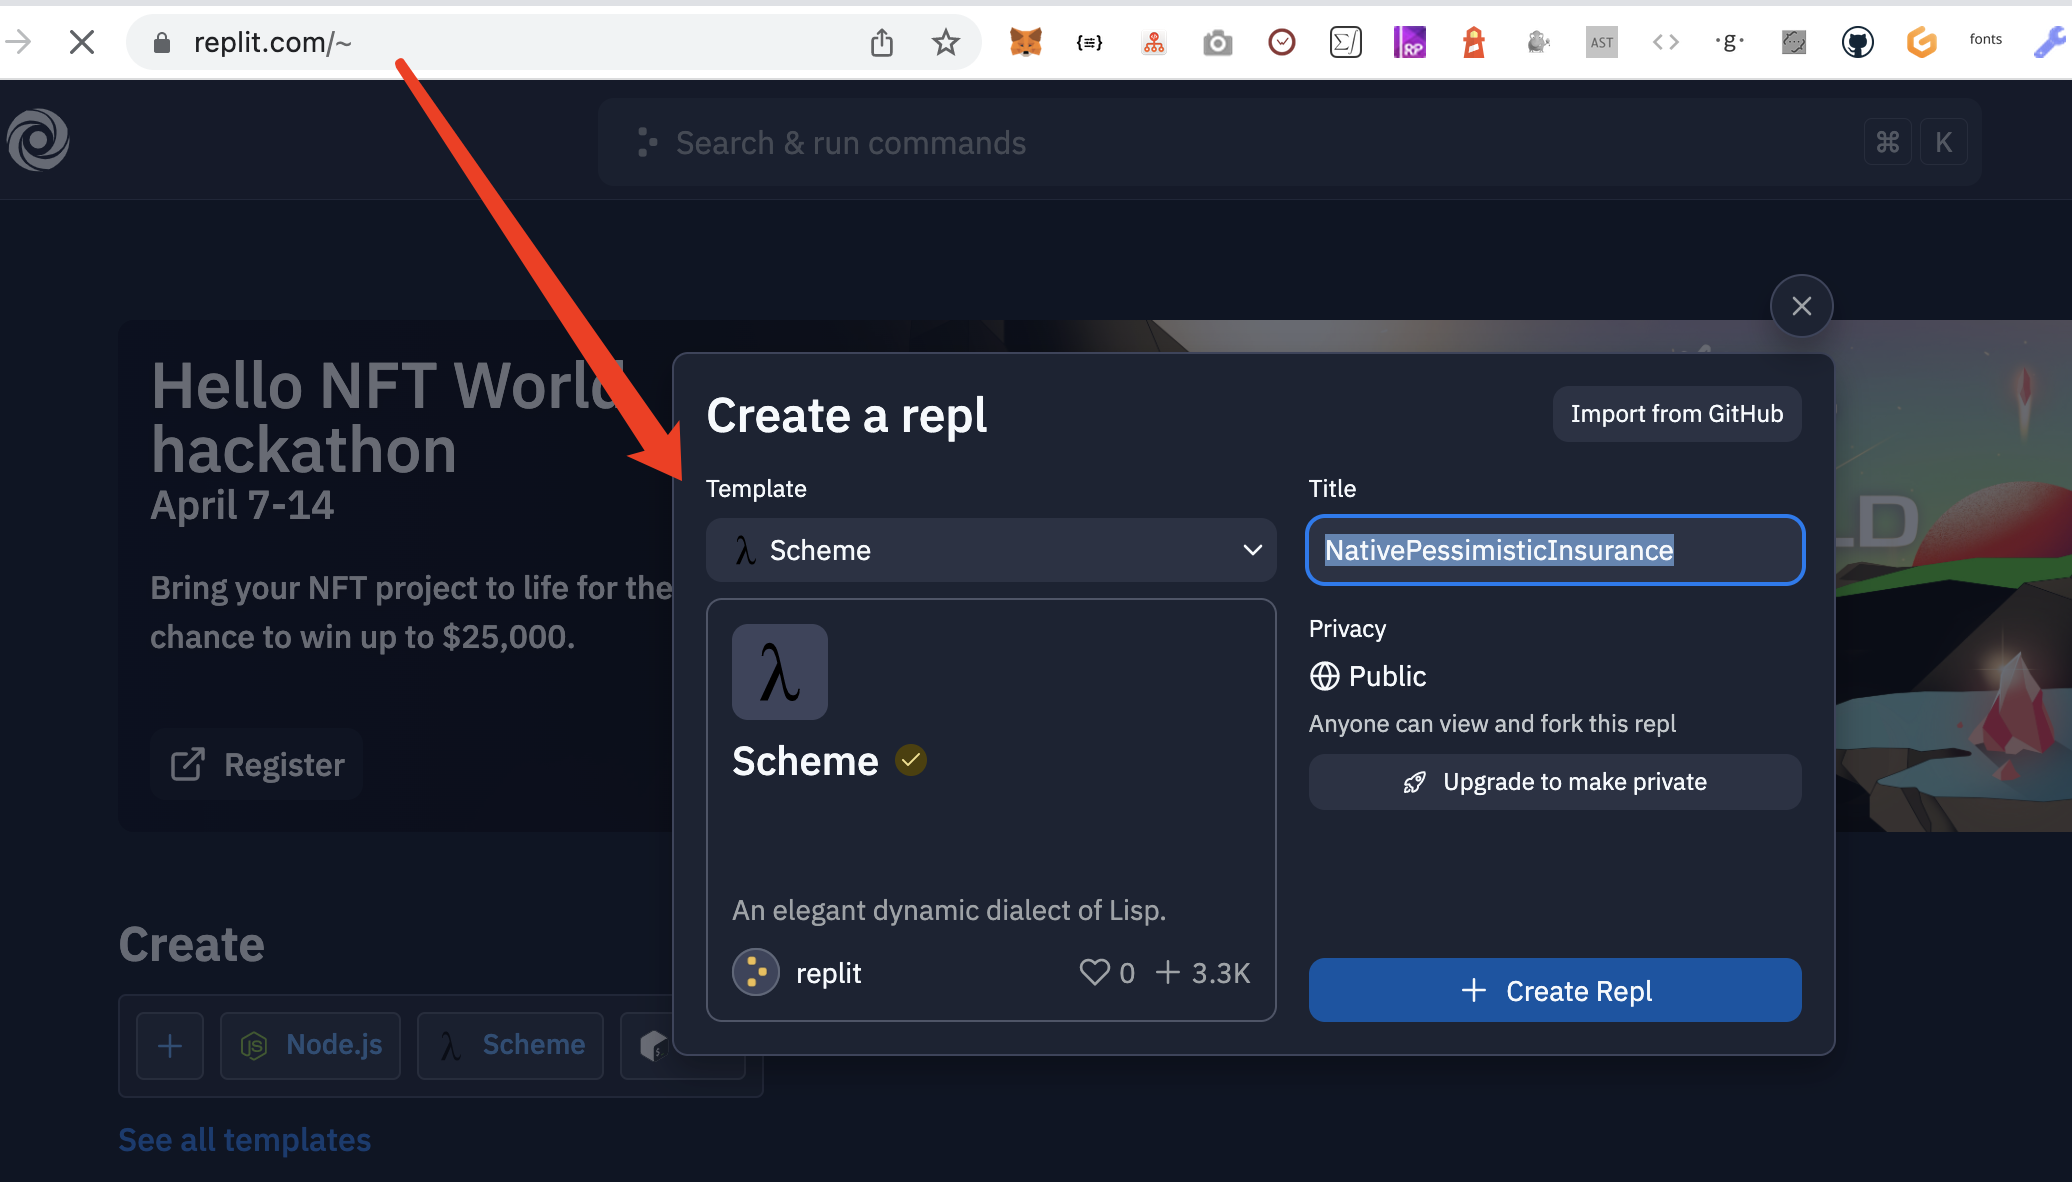 replit.com/~
{≡}
Σ∫
RP
AST
<>
·g·
fonts
Search & run commands
⌘ K
Hello NFT World
hackathon
April 7-14
Bring your NFT project to life for the
chance to win up to $25,000.
Register
LD
Create a repl
Import from GitHub
Template
Title
λ Scheme
NativePessimisticInsurance
λ
Scheme
An elegant dynamic dialect of Lisp.
replit
0
+ 3.3K
Privacy
Public
Anyone can view and fork this repl
Upgrade to make private
+ Create Repl
Create
+
JS Node.js
λ Scheme
See all templates